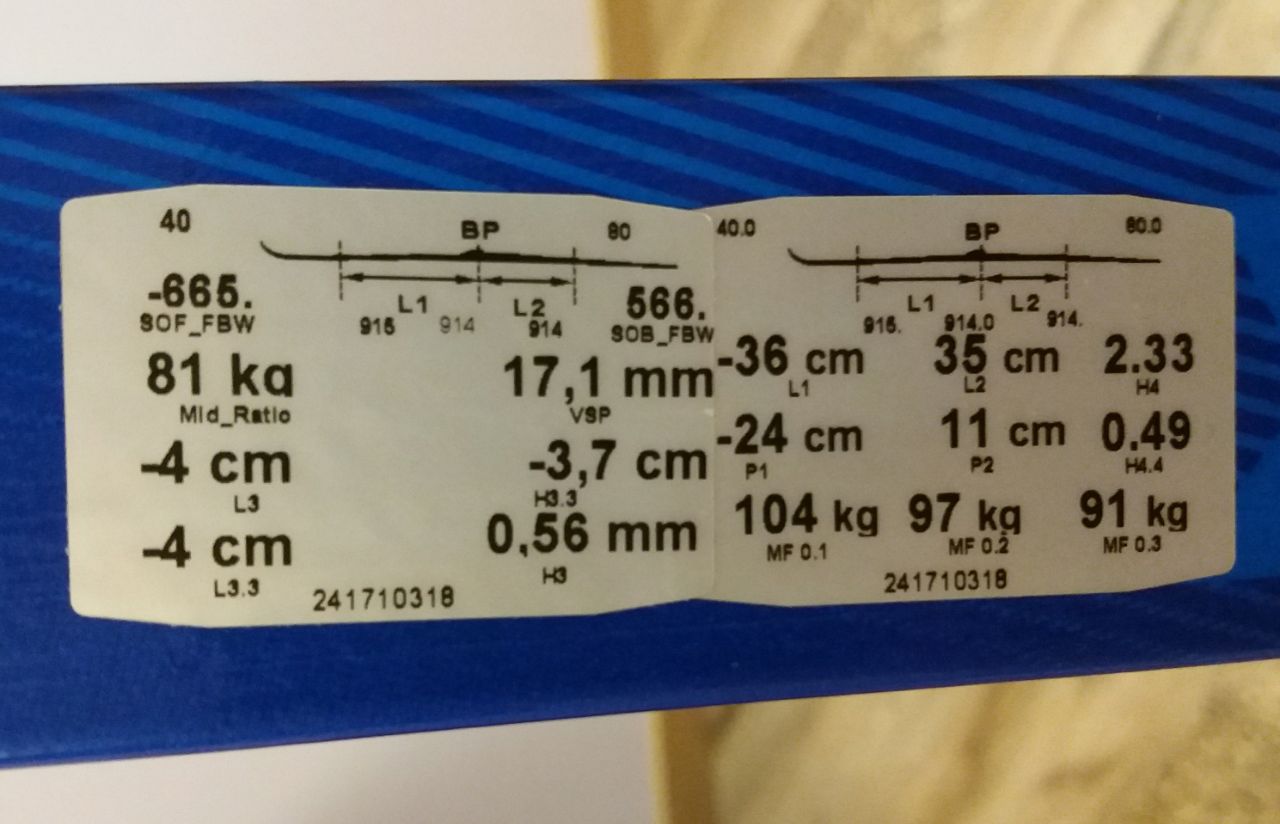 40 BP 80
-665. L1 L2 566.
SOF_FBW 915 914 914 SOB_FBW
81 kg 17,1 mm
Mid_Ratio VSP
-4 cm -3,7 cm
L3 H3.3
-4 cm 0,56 mm
L3.3 H3
241710318
40.0 BP 80.0
L1 L2
915. 914.0 914.
-36 cm 35 cm 2.33
L1 L2 H4
-24 cm 11 cm 0.49
P1 P2 H4.4
104 kg 97 kg 91 kg
MF 0.1 MF 0.2 MF 0.3
241710318